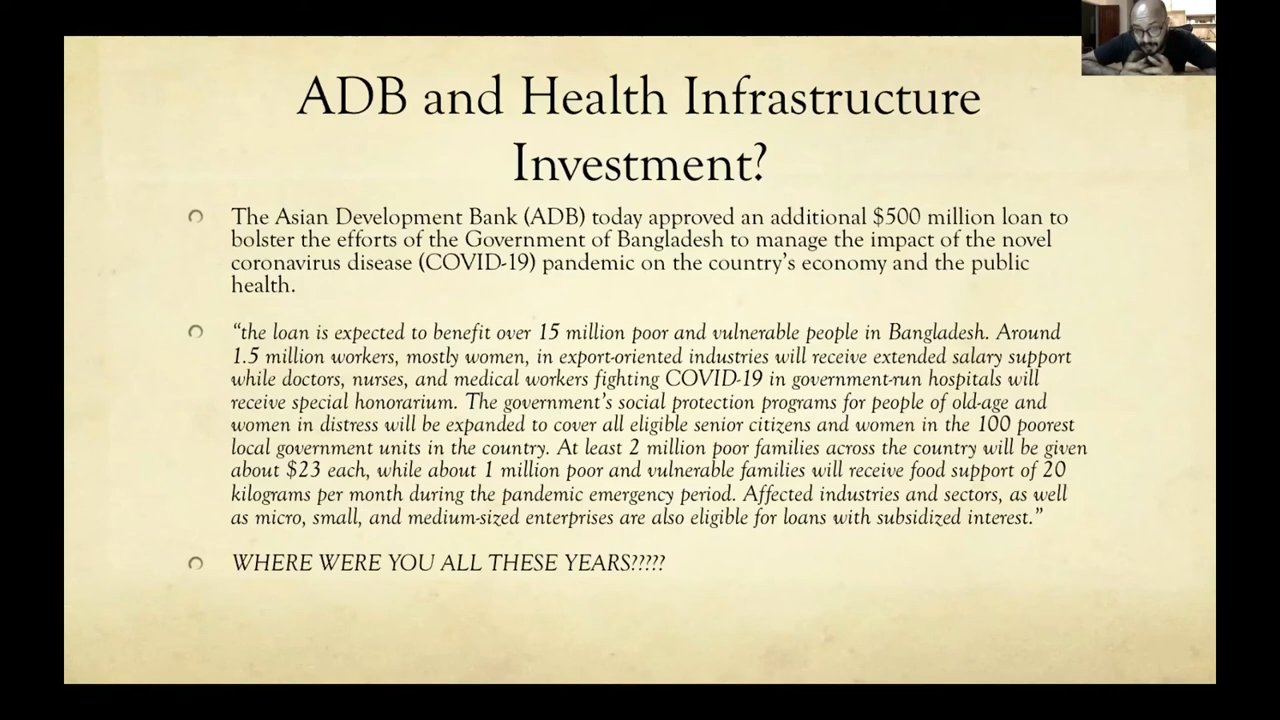 ADB and Health Infrastructure
Investment?
The Asian Development Bank (ADB) today approved an additional $500 million loan to
bolster the efforts of the Government of Bangladesh to manage the impact of the novel
coronavirus disease (COVID-19) pandemic on the country's economy and the public
health.
“the loan is expected to benefit over 15 million poor and vulnerable people in Bangladesh. Around
1.5 million workers, mostly women, in export-oriented industries will receive extended salary support
while doctors, nurses, and medical workers fighting COVID-19 in government-run hospitals will
receive special honorarium. The government's social protection programs for people of old-age and
women in distress will be expanded to cover all eligible senior citizens and women in the 100 poorest
local government units in the country. At least 2 million poor families across the country will be given
about $23 each, while about 1 million poor and vulnerable families will receive food support of 20
kilograms per month during the pandemic emergency period. Affected industries and sectors, as well
as micro, small, and medium-sized enterprises are also eligible for loans with subsidized interest.”
WHERE WERE YOU ALL THESE YEARS?????